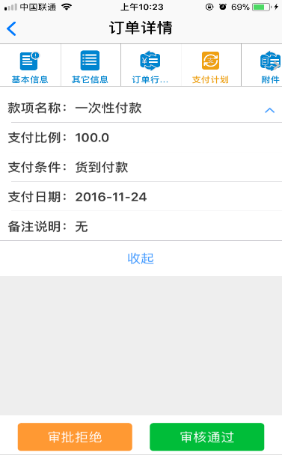 中国联通
上午10:23
69%
订单详情
基本信息
其它信息
订单行...
支付计划
附件
款项名称：一次性付款
支付比例：100.0
支付条件：货到付款
支付日期：2016-11-24
备注说明：无
收起
审批拒绝
审核通过